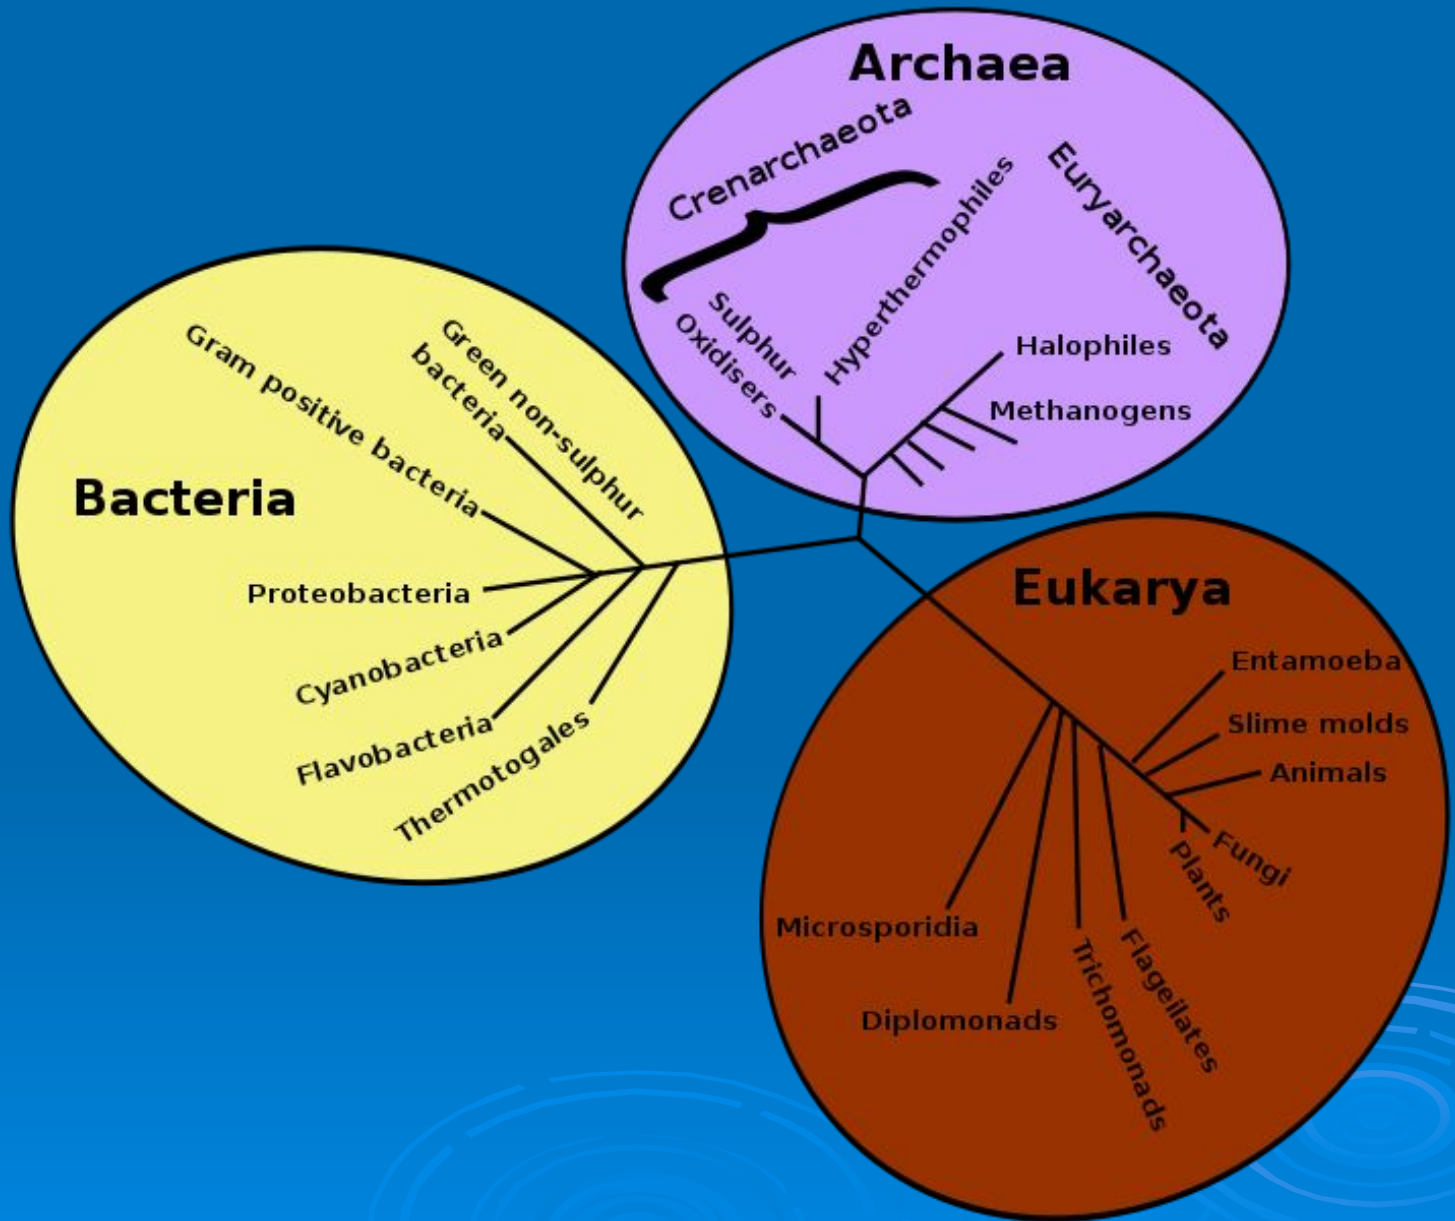 Archaea
Crenarchaeota
Euryarchaeota
Hyperthermophiles
Sulphur
Oxidisers
Halophiles
Methanogens
Bacteria
Green non-sulphur
bacteria
Gram positive bacteria
Proteobacteria
Cyanobacteria
Flavobacteria
Thermotogales
Eukarya
Entamoeba
Slime molds
Animals
Fungi
Plants
Flageilates
Trichomonads
Microsporidia
Diplomonads